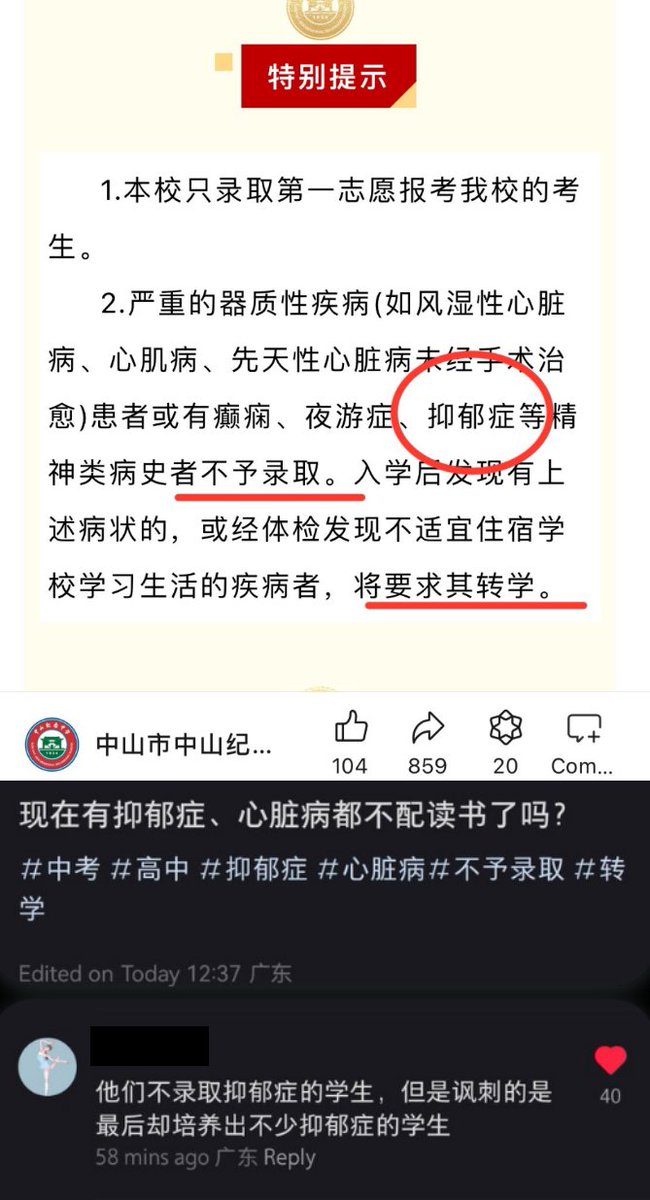 特别提示
1.本校只录取第一志愿报考我校的考
生。
2.严重的器质性疾病(如风湿性心脏
病、心肌病、先天性心脏病未经手术治
愈)患者或有癫痫、夜游症、抑郁症等精
神类病史者不予录取。入学后发现有上
述病状的，或经体检发现不适宜住宿学
校学习生活的疾病者，将要求其转学。
中山市中山纪...
104
859
20
Com...
现在有抑郁症、心脏病都不配读书了吗?
#中考 #高中 #抑郁症 #心脏病#不予录取 #转
学
Edited on Today 12:37 广东
他们不录取抑郁症的学生，但是讽刺的是
最后却培养出不少抑郁症的学生
40
58 mins ago 广东 Reply